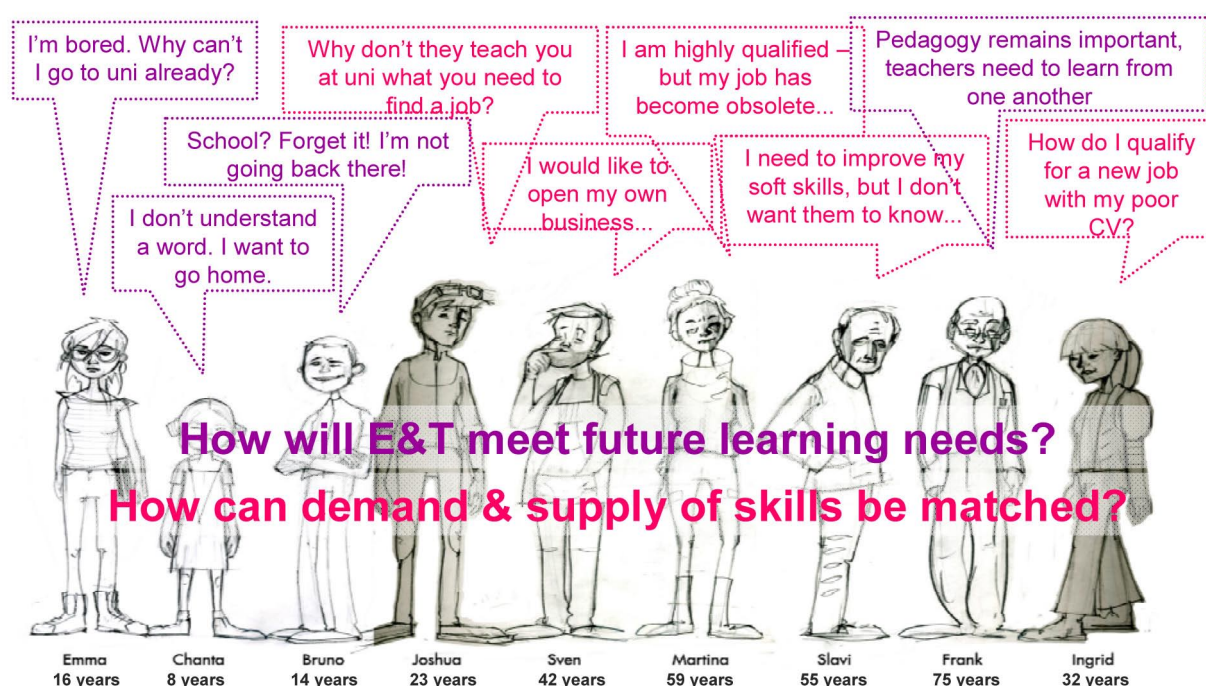 I'm bored. Why can't
I go to uni already?
Why don't they teach you
at uni what you need to
find a job?
I am highly qualified –
but my job has
become obsolete...
Pedagogy remains important,
teachers need to learn from
one another
School? Forget it! I'm not
going back there!
I would like to
open my own
business...
I need to improve my
soft skills, but I don't
want them to know...
How do I qualify
for a new job
with my poor
CV?
I don't understand
a word. I want to
go home.
How will E&T meet future learning needs?
How can demand & supply of skills be matched?
Emma Chanta Bruno Joshua Sven Martina Slavi Frank Ingrid
16 years 8 years 14 years 23 years 42 years 59 years 55 years 75 years 32 years